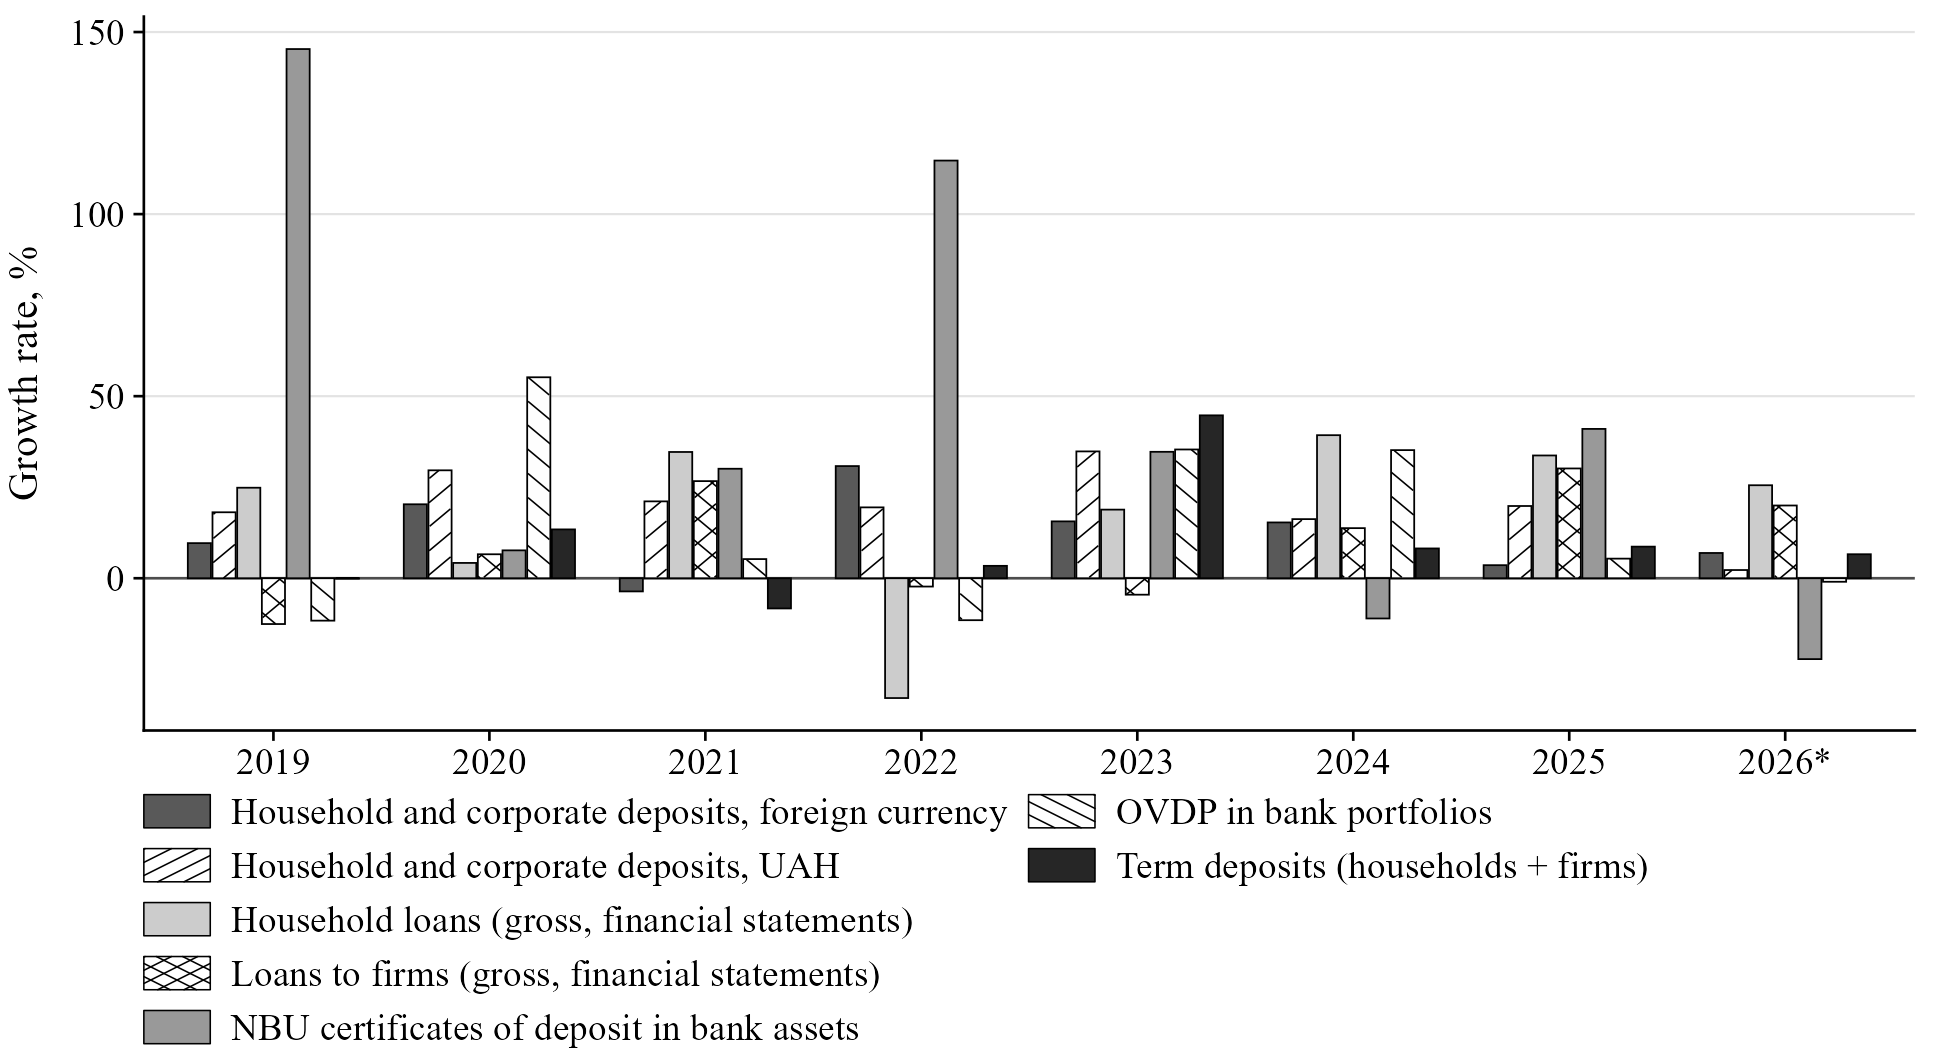 Growth rate, %
150
100
50
0
2019 2020 2021 2022 2023 2024 2025 2026*
Household and corporate deposits, foreign currency
Household and corporate deposits, UAH
Household loans (gross, financial statements)
Loans to firms (gross, financial statements)
NBU certificates of deposit in bank assets
OVDP in bank portfolios
Term deposits (households + firms)